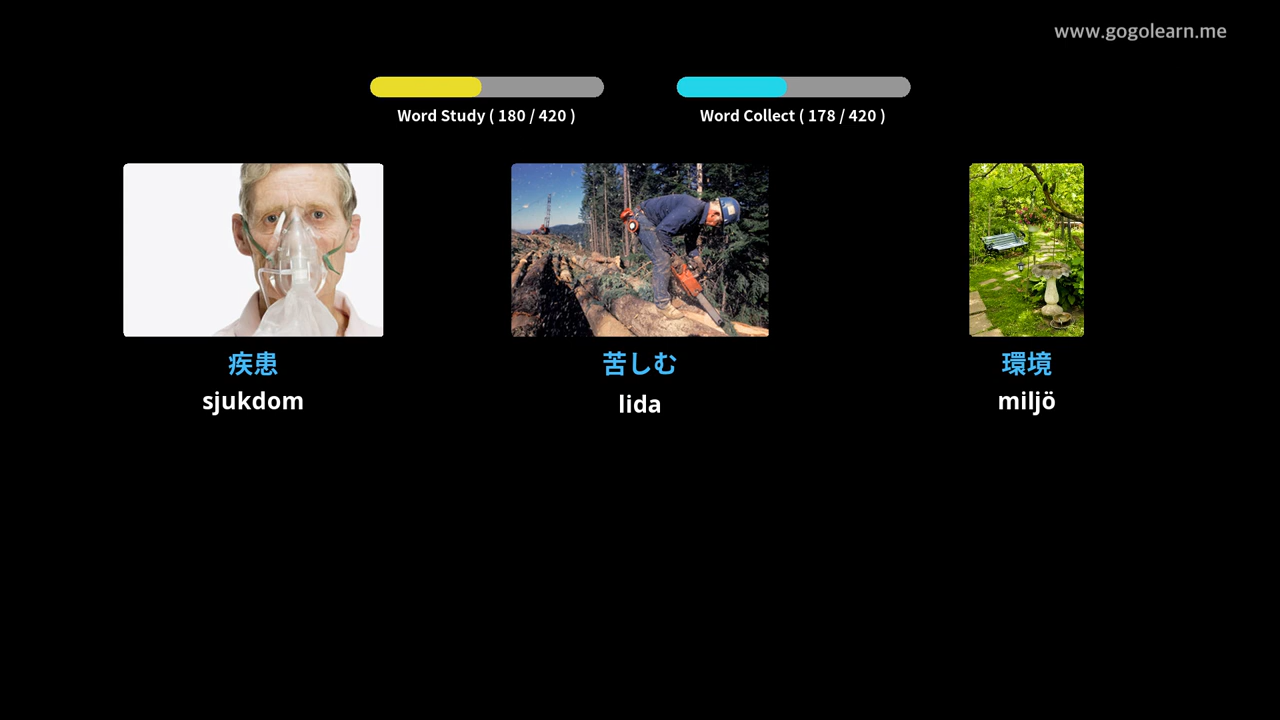 www.gogolearn.me
Word Study ( 180 / 420 )
Word Collect ( 178 / 420 )
疾患
苦しむ
環境
sjukdom
lida
miljö